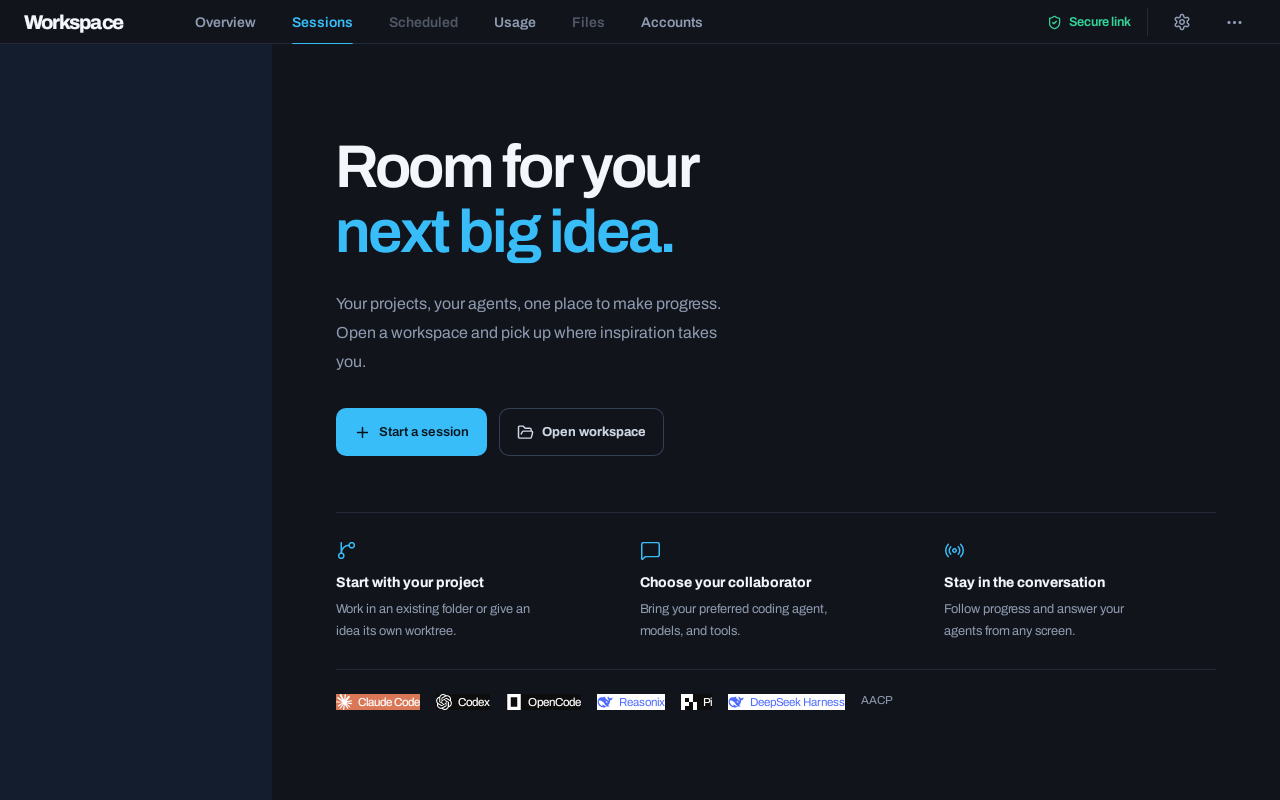 Workspace
Overview
Sessions
Scheduled
Usage
Files
Accounts
Secure link
Room for your
next big idea.
Your projects, your agents, one place to make progress.
Open a workspace and pick up where inspiration takes
you.
Start a session
Open workspace
Start with your project
Work in an existing folder or give an
idea its own worktree.
Choose your collaborator
Bring your preferred coding agent,
models, and tools.
Stay in the conversation
Follow progress and answer your
agents from any screen.
Claude Code
Codex
OpenCode
Reasonix
Pi
DeepSeek Harness
AACP